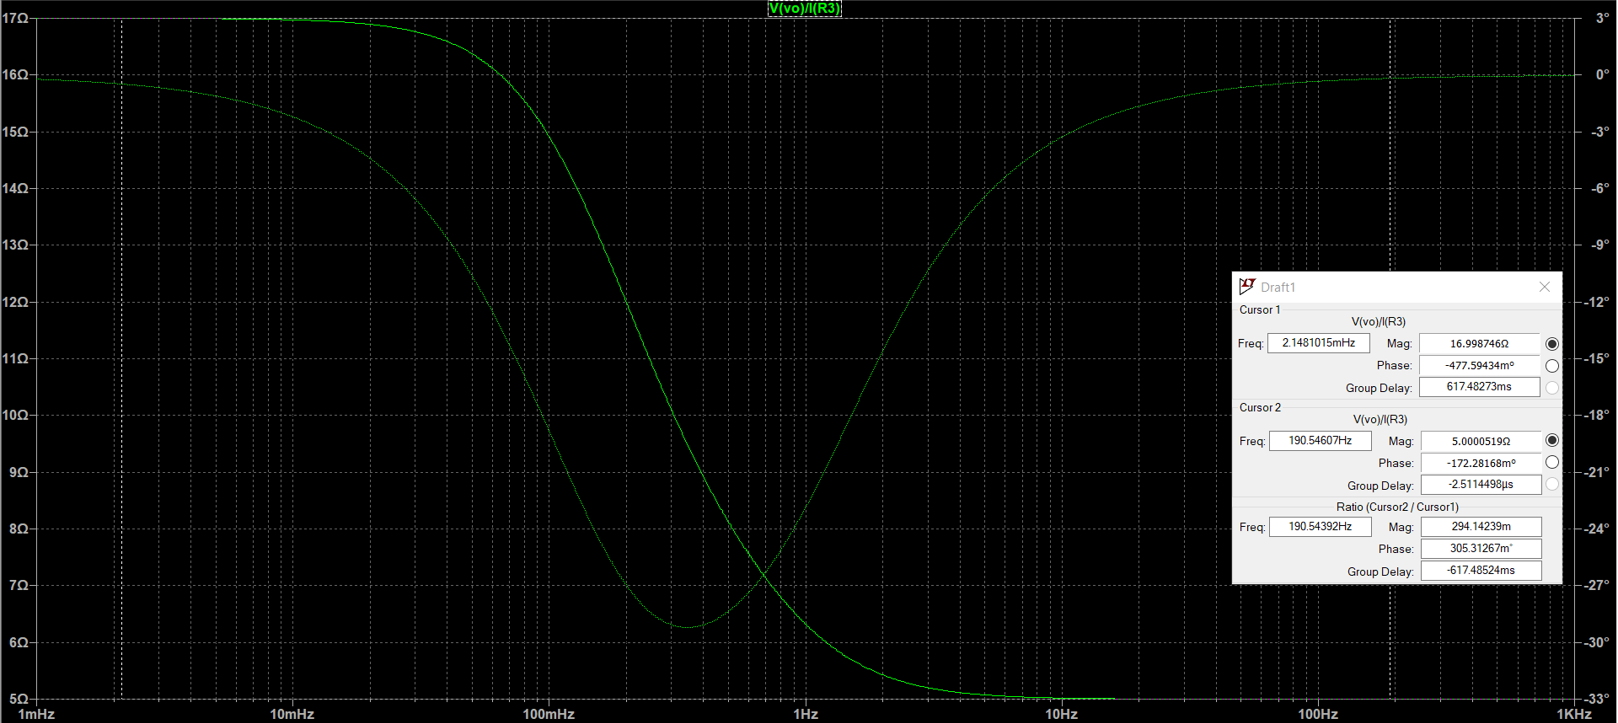 V(vo)/I(R3)
17Ω 3°
16Ω 0°
15Ω -3°
14Ω -6°
13Ω -9°
12Ω -12°
11Ω -15°
10Ω -18°
9Ω -21°
8Ω -24°
7Ω -27°
6Ω -30°
5Ω -33°
1mHz 10mHz 100mHz 1Hz 10Hz 100Hz 1KHz
Draft1
Cursor 1
V(vo)/I(R3)
Freq: 2.1481015mHz Mag: 16.998746Ω
Phase: -477.59434m°
Group Delay: 617.48273ms
Cursor 2
V(vo)/I(R3)
Freq: 190.54607Hz Mag: 5.0000519Ω
Phase: -172.28168m°
Group Delay: -2.5114498µs
Ratio (Cursor2 / Cursor1)
Freq: 190.54392Hz Mag: 294.14239m
Phase: 305.31267m°
Group Delay: -617.48524ms